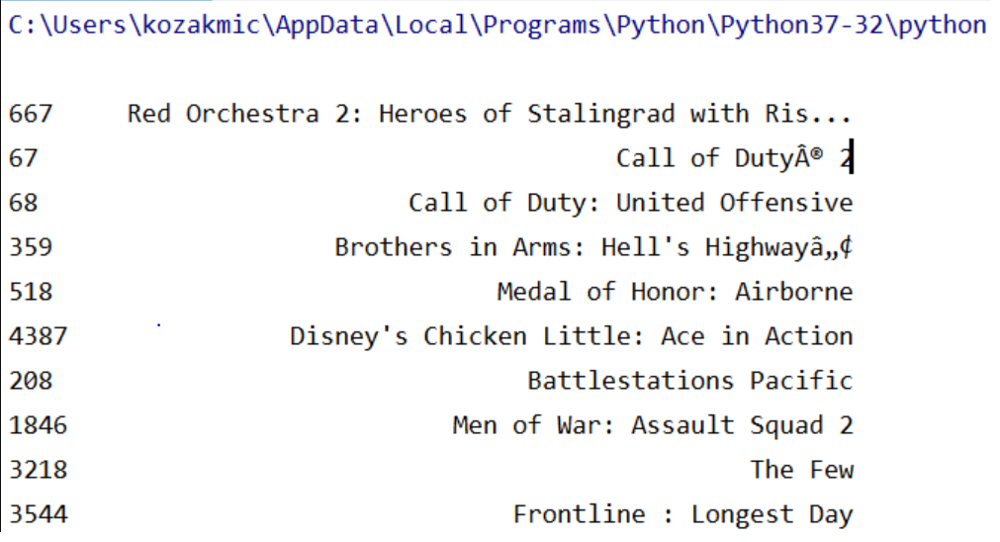 C:\Users\kozakmic\AppData\Local\Programs\Python\Python37-32\python
667 Red Orchestra 2: Heroes of Stalingrad with Ris...
67 Call of DutyÂ® 2
68 Call of Duty: United Offensive
359 Brothers in Arms: Hell's Highwayâ„¢
518 Medal of Honor: Airborne
4387 Disney's Chicken Little: Ace in Action
208 Battlestations Pacific
1846 Men of War: Assault Squad 2
3218 The Few
3544 Frontline : Longest Day